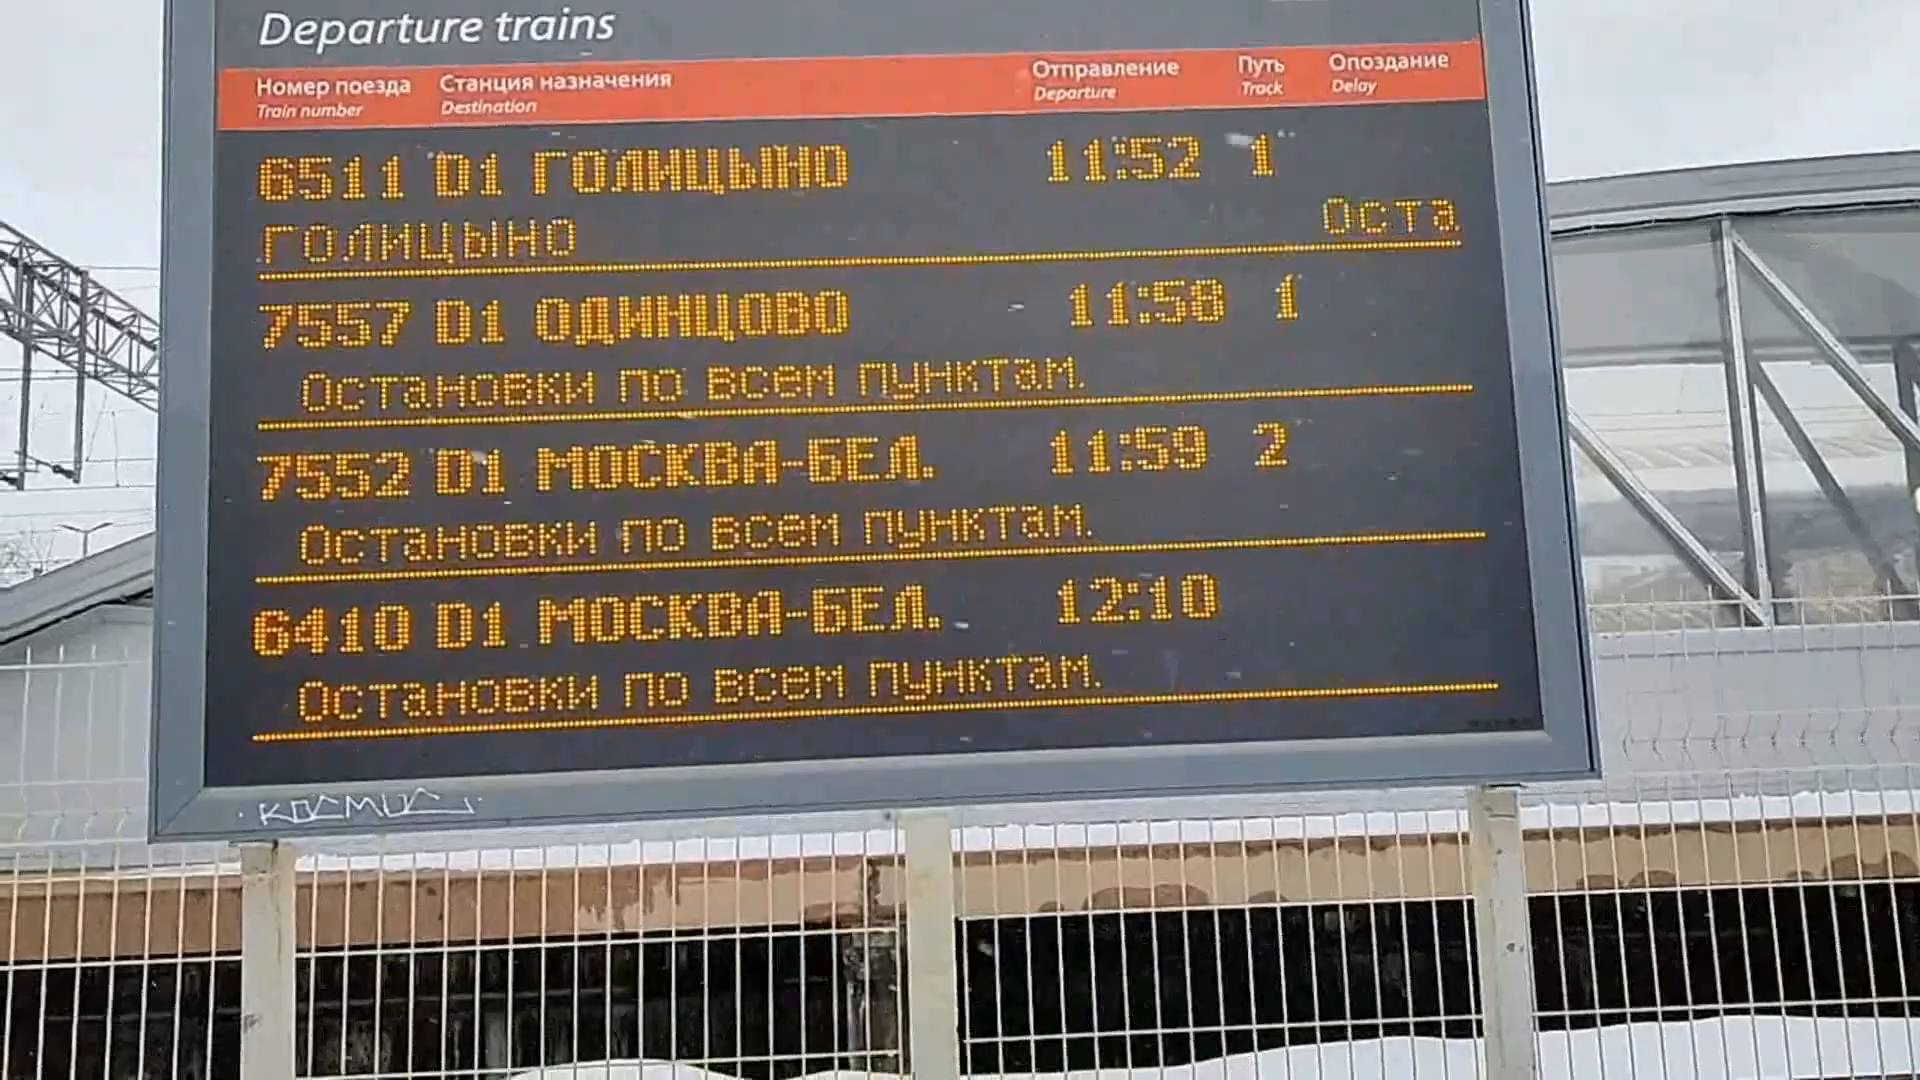 Departure trains
Номер поезда Станция назначения Отправление Путь Опоздание
Train number Destination Departure Track Delay
6511 D1 ГОЛИЦЫНО 11:52 1
ГОЛИЦЫНО Оста
7557 D1 ОДИНЦОВО 11:58 1
Остановки по всем пунктам.
7552 D1 МОСКВА-БЕЛ. 11:59 2
Остановки по всем пунктам.
6410 D1 МОСКВА-БЕЛ. 12:10
Остановки по всем пунктам.
КОСМОС